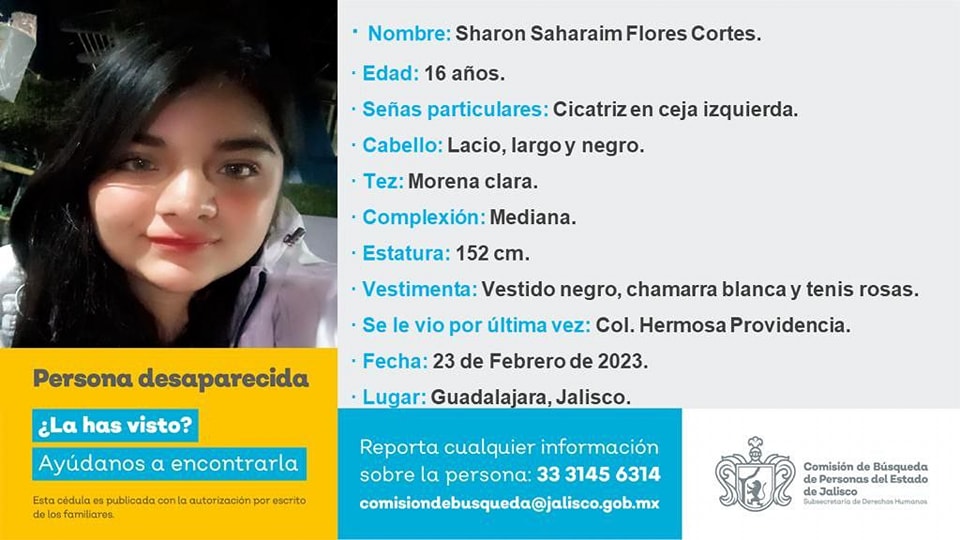 · Nombre: Sharon Saharaim Flores Cortes.
· Edad: 16 años.
· Señas particulares: Cicatriz en ceja izquierda.
· Cabello: Lacio, largo y negro.
· Tez: Morena clara.
· Complexión: Mediana.
· Estatura: 152 cm.
· Vestimenta: Vestido negro, chamarra blanca y tenis rosas.
· Se le vio por última vez: Col. Hermosa Providencia.
· Fecha: 23 de Febrero de 2023.
· Lugar: Guadalajara, Jalisco.
Persona desaparecida
¿La has visto?
Ayúdanos a encontrarla
Esta cédula es publicada con la autorización por escrito
de los familiares.
Reporta cualquier información
sobre la persona: 33 3145 6314
comisiondebusqueda@jalisco.gob.mx
Comisión de Búsqueda
de Personas del Estado
de Jalisco
Subsecretaría de Derechos Humanos